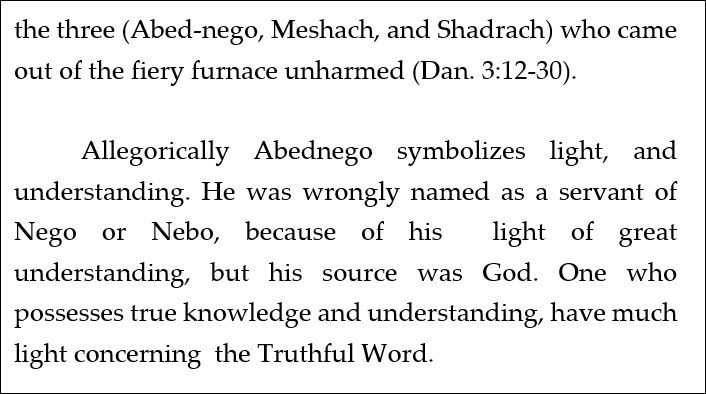 the three (Abed-nego, Meshach, and Shadrach) who came
out of the fiery furnace unharmed (Dan. 3:12-30).
Allegorically Abednego symbolizes light, and
understanding. He was wrongly named as a servant of
Nego or Nebo, because of his light of great
understanding, but his source was God. One who
possesses true knowledge and understanding, have much
light concerning the Truthful Word.